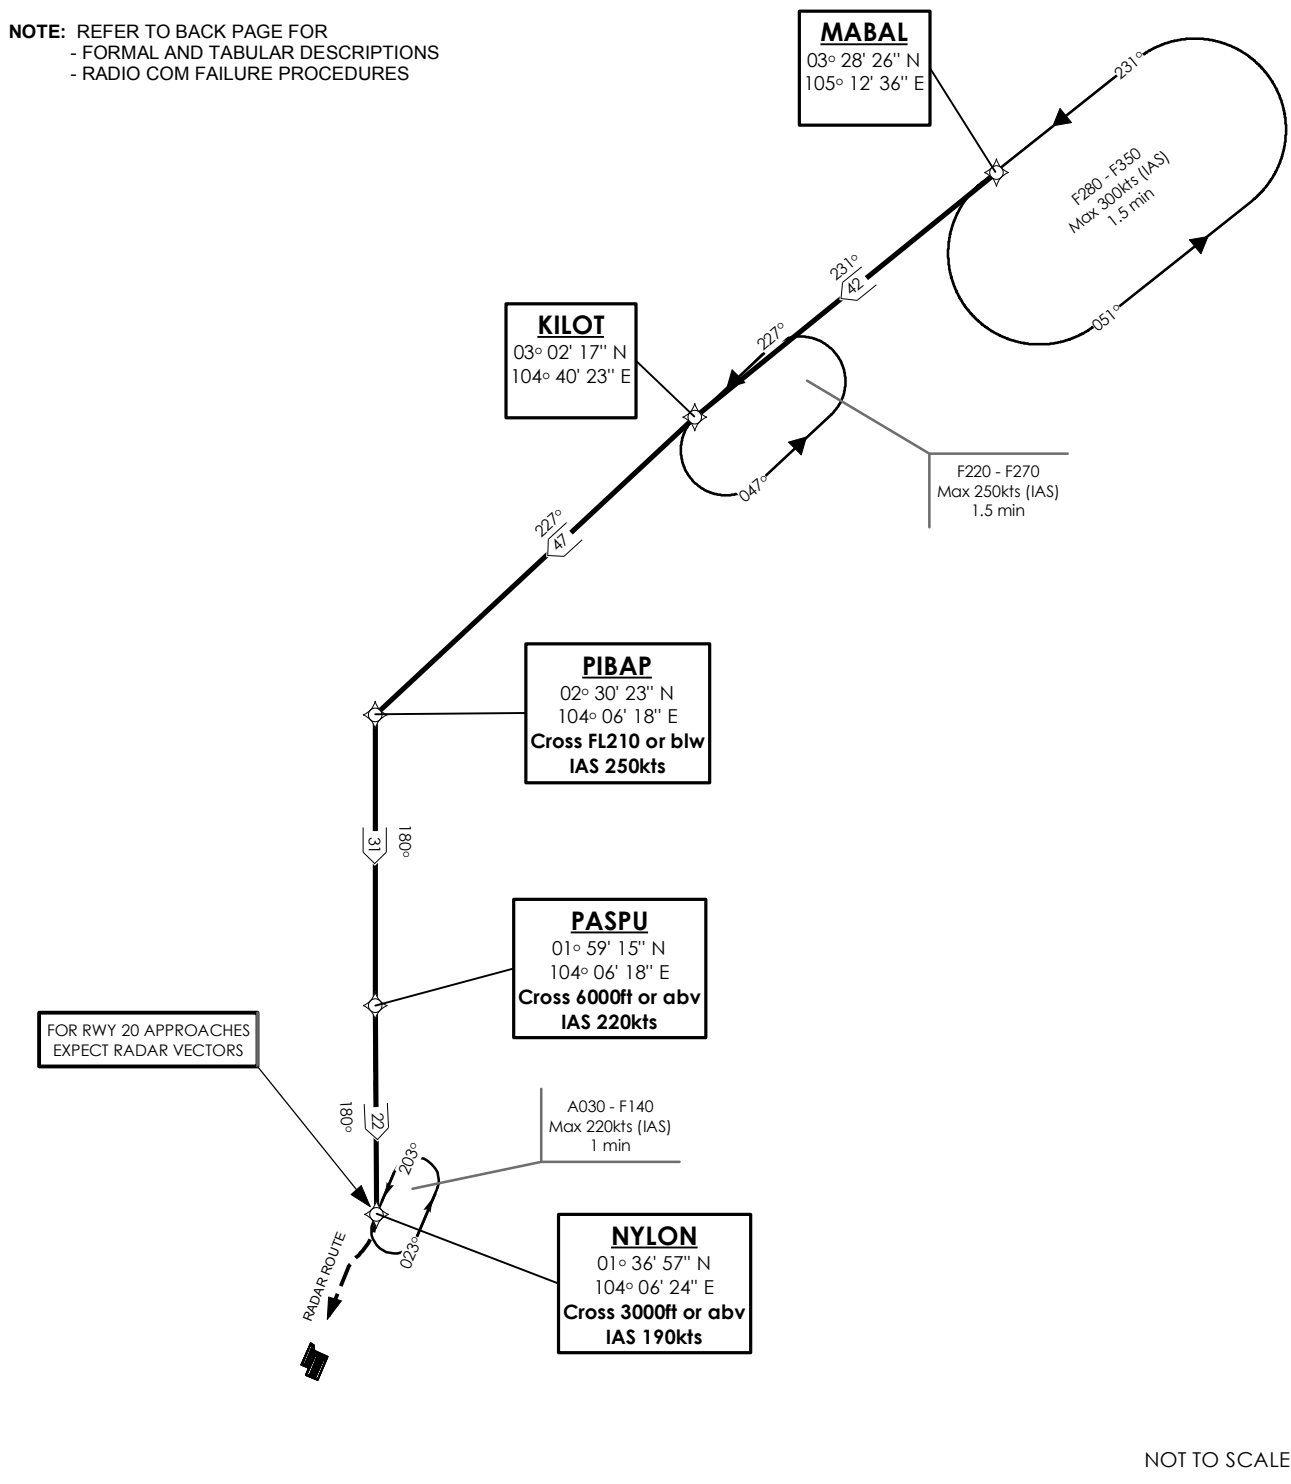 NOTE: REFER TO BACK PAGE FOR
- FORMAL AND TABULAR DESCRIPTIONS
- RADIO COM FAILURE PROCEDURES
MABAL
03° 28' 26" N
105° 12' 36" E
231°
F280 - F350
Max 300kts (IAS)
1.5 min
051°
231°
42
KILOT
03° 02' 17" N
104° 40' 23" E
227°
047°
F220 - F270
Max 250kts (IAS)
1.5 min
227°
47
PIBAP
02° 30' 23" N
104° 06' 18" E
Cross FL210 or blw
IAS 250kts
31
180°
PASPU
01° 59' 15" N
104° 06' 18" E
Cross 6000ft or abv
IAS 220kts
FOR RWY 20 APPROACHES
EXPECT RADAR VECTORS
180°
22
A030 - F140
Max 220kts (IAS)
1 min
203°
023°
NYLON
01° 36' 57" N
104° 06' 24" E
Cross 3000ft or abv
IAS 190kts
RADAR ROUTE
NOT TO SCALE